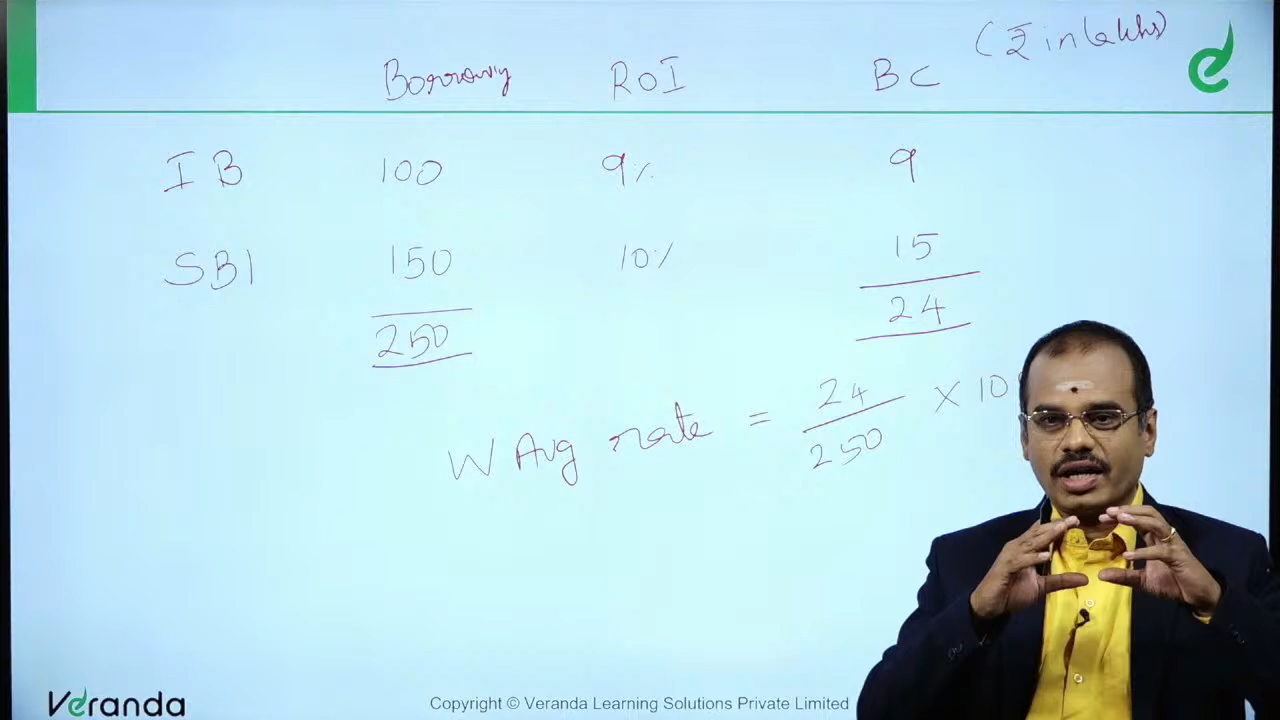 (₹ in lakhs)
Borrowing RoI BC
IB 100 9% 9
SBI 150 10% 15
250 24
W Avg rate = 24/250 × 10
Veranda
Copyright © Veranda Learning Solutions Private Limited